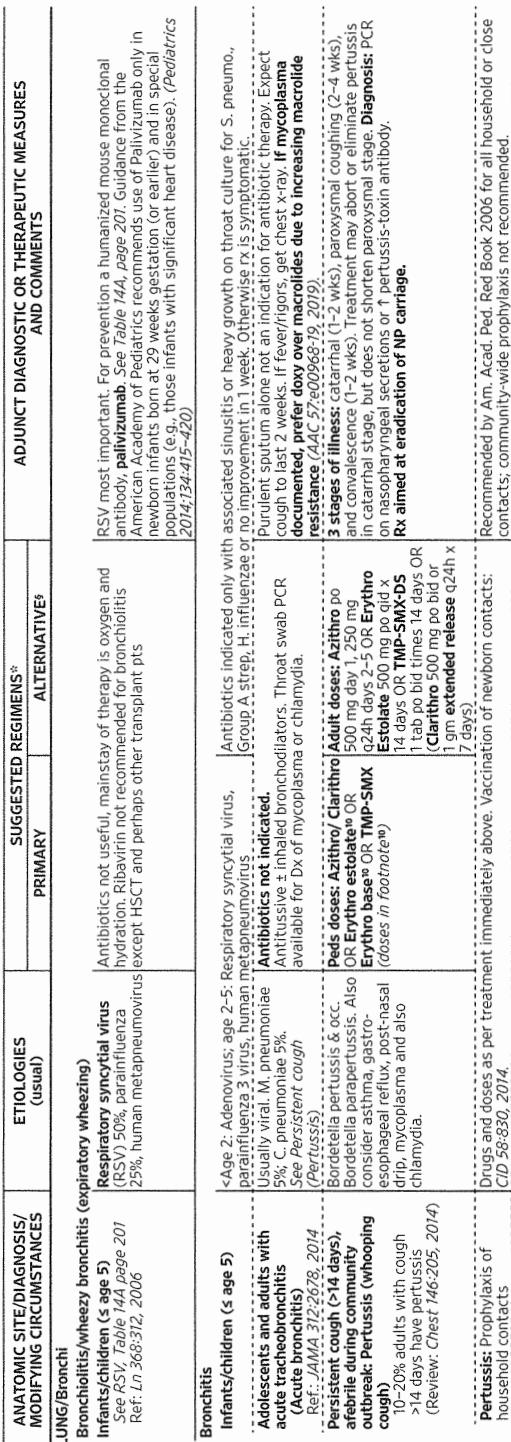 ANATOMIC SITE/DIAGNOSIS/
MODIFYING CIRCUMSTANCES
ETIOLOGIES
(usual)
SUGGESTED REGIMENS*
PRIMARY
ALTERNATIVE§
ADJUNCT DIAGNOSTIC OR THERAPEUTIC MEASURES
AND COMMENTS
LUNG/Bronchi
Bronchiolitis/wheezy bronchitis (expiratory wheezing)
Infants/children (≤ age 5)
See RSV, Table 14A page 201
Ref: Ln 368:312, 2006
Respiratory syncytial virus
(RSV) 50%, parainfluenza
25%, human metapneumovirus
Antibiotics not useful, mainstay of therapy is oxygen and
hydration. Ribavirin not recommended for bronchiolitis
except HSCT and perhaps other transplant pts
RSV most important. For prevention a humanized mouse monoclonal
antibody, palivizumab. See Table 14A, page 201. Guidance from the
American Academy of Pediatrics recommends use of Palivizumab only in
newborn infants born at 29 weeks gestation (or earlier) and in special
populations (e.g., those infants with significant heart disease). (Pediatrics
2014;134:415–420)
Bronchitis
Infants/children (≤ age 5)
<Age 2: Adenovirus; age 2–5: Respiratory syncytial virus,
parainfluenza 3 virus, human metapneumovirus
Antibiotics indicated only with associated sinusitis or heavy growth on throat culture for S. pneumo.,
Group A strep, H. influenzae or no improvement in 1 week. Otherwise rx is symptomatic.
Adolescents and adults with
acute tracheobronchitis
(Acute bronchitis)
Ref.: JAMA 312:2678, 2014
Usually viral. M. pneumoniae
5%; C. pneumoniae 5%.
See Persistent cough
(Pertussis)
Antibiotics not indicated.
Antitussive ± inhaled bronchodilators. Throat swab PCR
available for Dx of mycoplasma or chlamydia.
Purulent sputum alone not an indication for antibiotic therapy. Expect
cough to last 2 weeks. If fever/rigors, get chest x-ray. If mycoplasma
documented, prefer doxy over macrolides due to increasing macrolide
resistance (AAC 57:e00968-19, 2019).
Persistent cough (>14 days),
afebrile during community
outbreak: Pertussis (whooping
cough)
10–20% adults with cough
>14 days have pertussis
(Review: Chest 146:205, 2014)
Bordetella pertussis & occ.
Bordetella parapertussis. Also
consider asthma, gastro-
esophageal reflux, post-nasal
drip, mycoplasma and also
chlamydia.
Peds doses: Azithro/ Clarithro
OR Erythro estolate¹⁰ OR
Erythro base¹⁰ OR TMP-SMX
(doses in footnote¹⁰)
Adult doses: Azithro po
500 mg day 1, 250 mg
q24h days 2–5 OR Erythro
Estolate 500 mg po qid x
14 days OR TMP-SMX-DS
1 tab po bid times 14 days OR
(Clarithro 500 mg po bid or
1 gm extended release q24h x
7 days)
3 stages of illness: catarrhal (1–2 wks), paroxysmal coughing (2–4 wks),
and convalescence (1–2 wks). Treatment may abort or eliminate pertussis
in catarrhal stage, but does not shorten paroxysmal stage. Diagnosis: PCR
on nasopharyngeal secretions or ↑ pertussis-toxin antibody.
Rx aimed at eradication of NP carriage.
Pertussis: Prophylaxis of
household contacts
Drugs and doses as per treatment immediately above. Vaccination of newborn contacts:
CID 58:830, 2014.
Recommended by Am. Acad. Ped. Red Book 2006 for all household or close
contacts; community-wide prophylaxis not recommended.